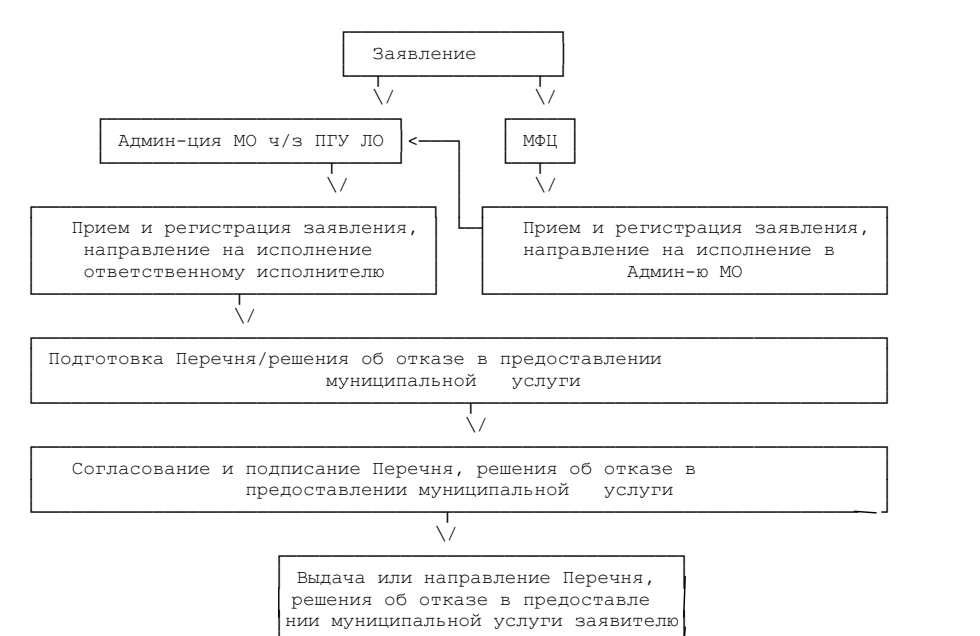 Заявление
Админ-ция МО ч/з ПГУ ЛО
МФЦ
Прием и регистрация заявления,
направление на исполнение
ответственному исполнителю
Прием и регистрация заявления,
направление на исполнение в
Админ-ю МО
Подготовка Перечня/решения об отказе в предоставлении
муниципальной услуги
Согласование и подписание Перечня, решения об отказе в
предоставлении муниципальной услуги
Выдача или направление Перечня,
решения об отказе в предоставле
нии муниципальной услуги заявителю